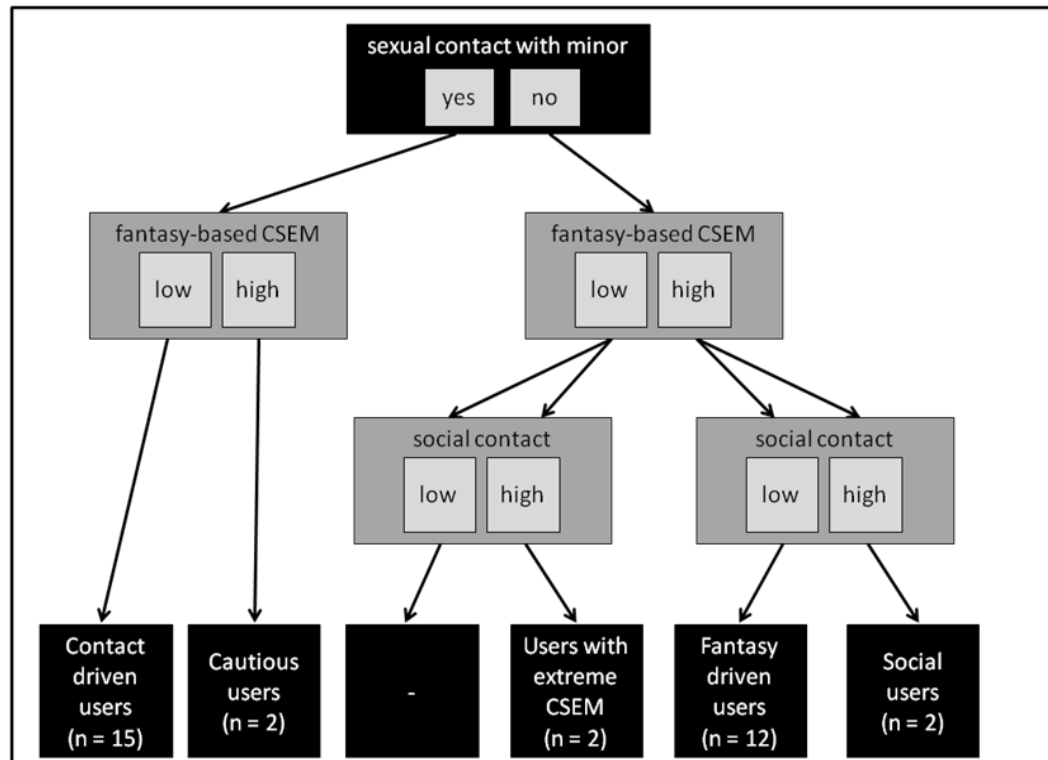 sexual contact with minor
yes
no
fantasy-based CSEM
low
high
fantasy-based CSEM
low
high
social contact
low
high
social contact
low
high
Contact
driven
users
(n = 15)
Cautious
users
(n = 2)
-
Users with
extreme
CSEM
(n = 2)
Fantasy
driven
users
(n = 12)
Social
users
(n = 2)